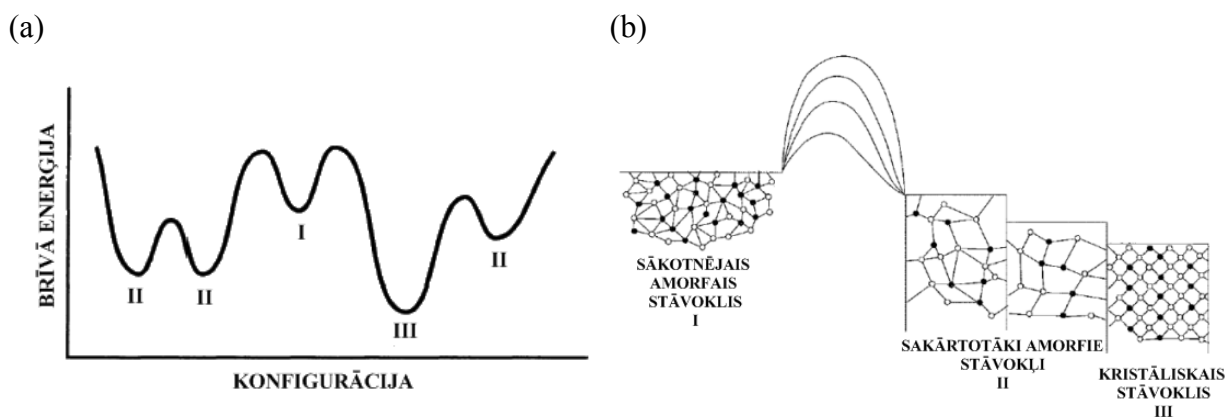 (a)
BRĪVĀ ENERĢIJA
I
II
II
II
III
KONFIGURĀCIJA
(b)
SĀKOTNĒJAIS
AMORFAIS
STĀVOKLIS
I
SAKĀRTOTĀKI AMORFIE
STĀVOKĻI
II
KRISTĀLISKAIS
STĀVOKLIS
III